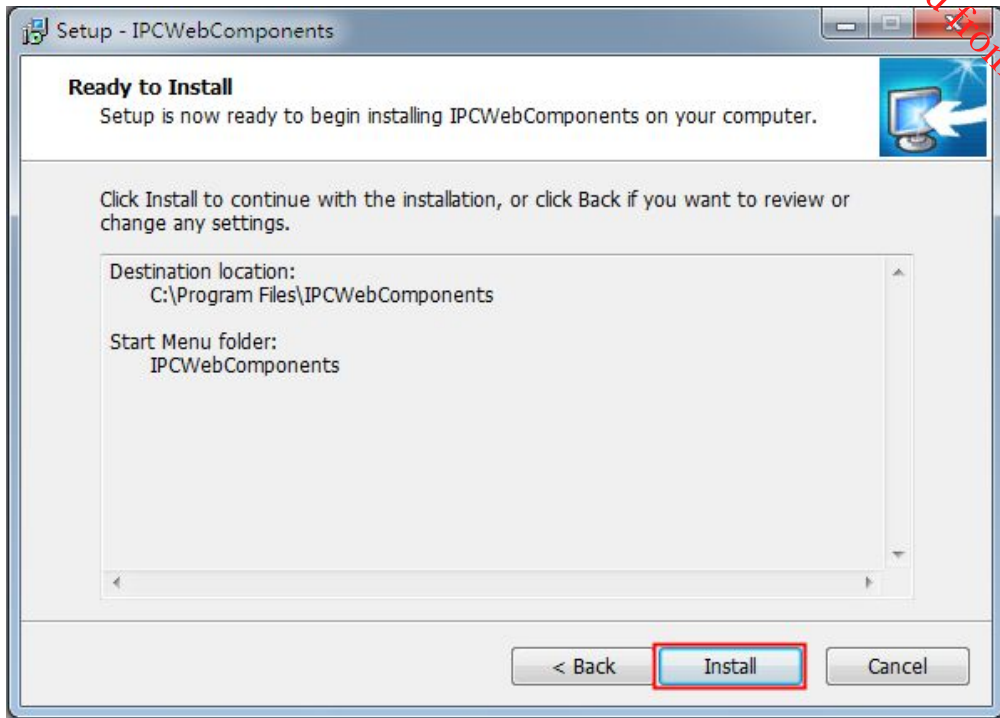 Setup - IPCWebComponents
from
Ready to Install
Setup is now ready to begin installing IPCWebComponents on your computer.
Click Install to continue with the installation, or click Back if you want to review or
change any settings.
Destination location:
C:\Program Files\IPCWebComponents
Start Menu folder:
IPCWebComponents
< Back
Install
Cancel